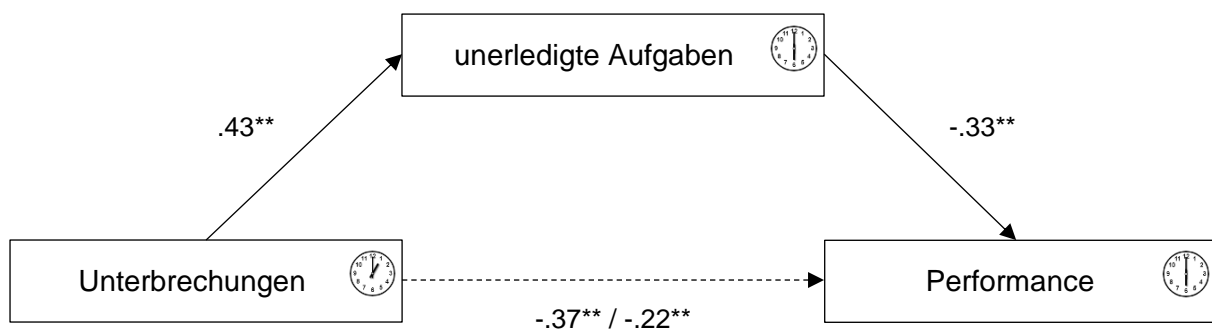 unerledigte Aufgaben
.43**
-.33**
Unterbrechungen
Performance
-.37** / -.22**